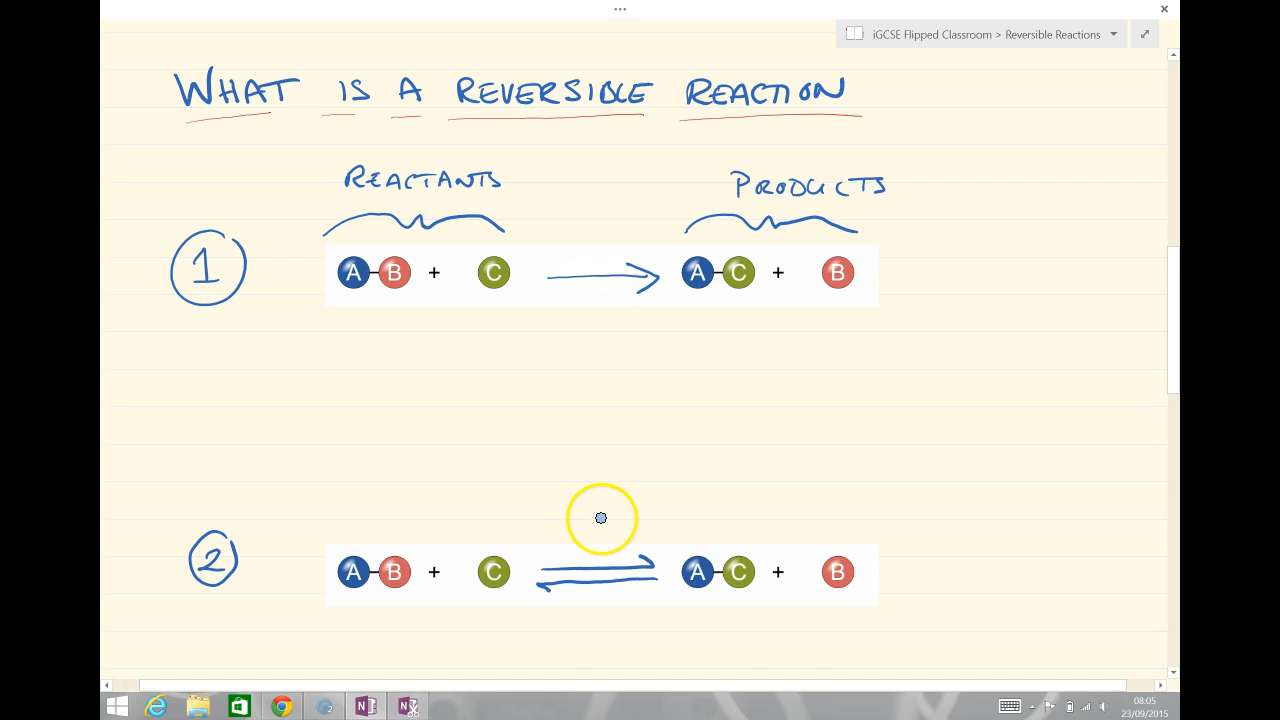 ...
iGCSE Flipped Classroom > Reversible Reactions
WHAT IS A REVERSIBLE REACTION
REACTANTS PRODUCTS
1 A B + C A C + B
2 A B + C A C + B
08:05
23/09/2015